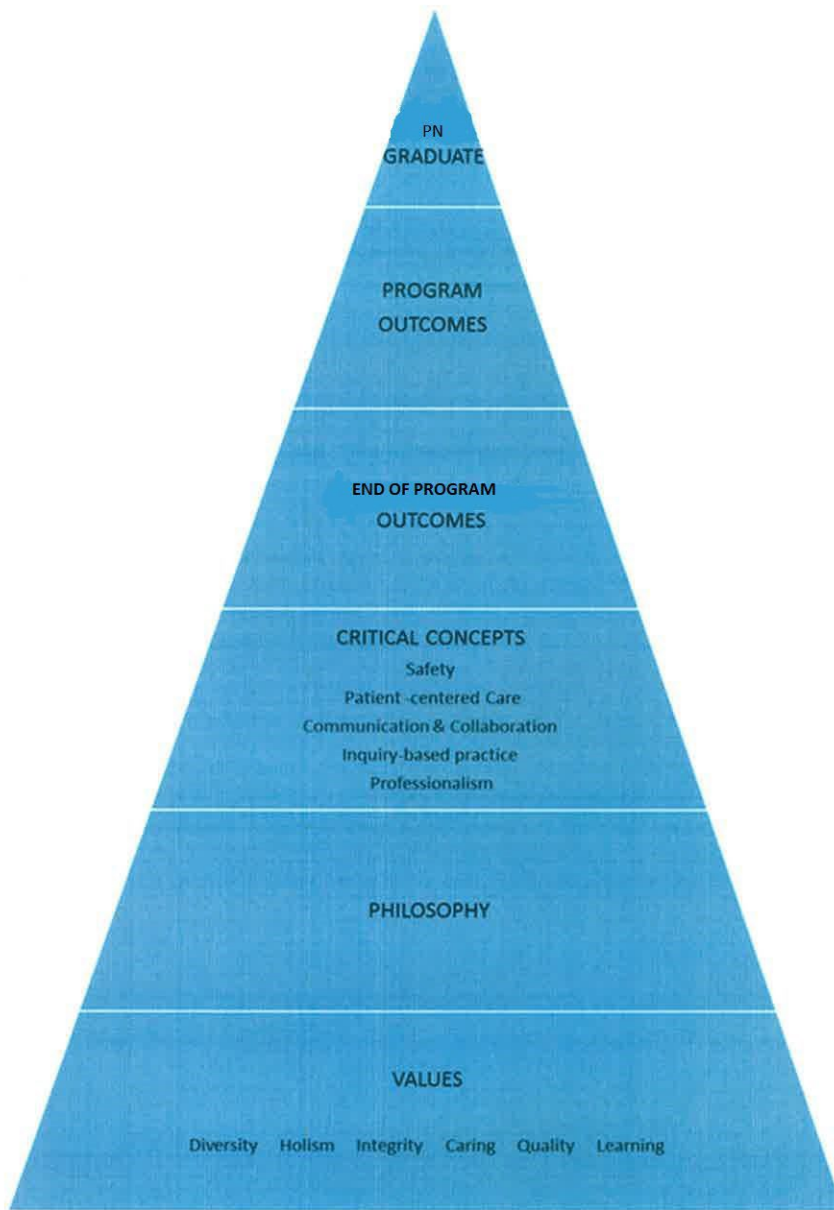 PN
GRADUATE
PROGRAM
OUTCOMES
END OF PROGRAM
OUTCOMES
CRITICAL CONCEPTS
Safety
Patient -centered Care
Communication & Collaboration
Inquiry-based practice
Professionalism
PHILOSOPHY
VALUES
Diversity Holism Integrity Caring Quality Learning